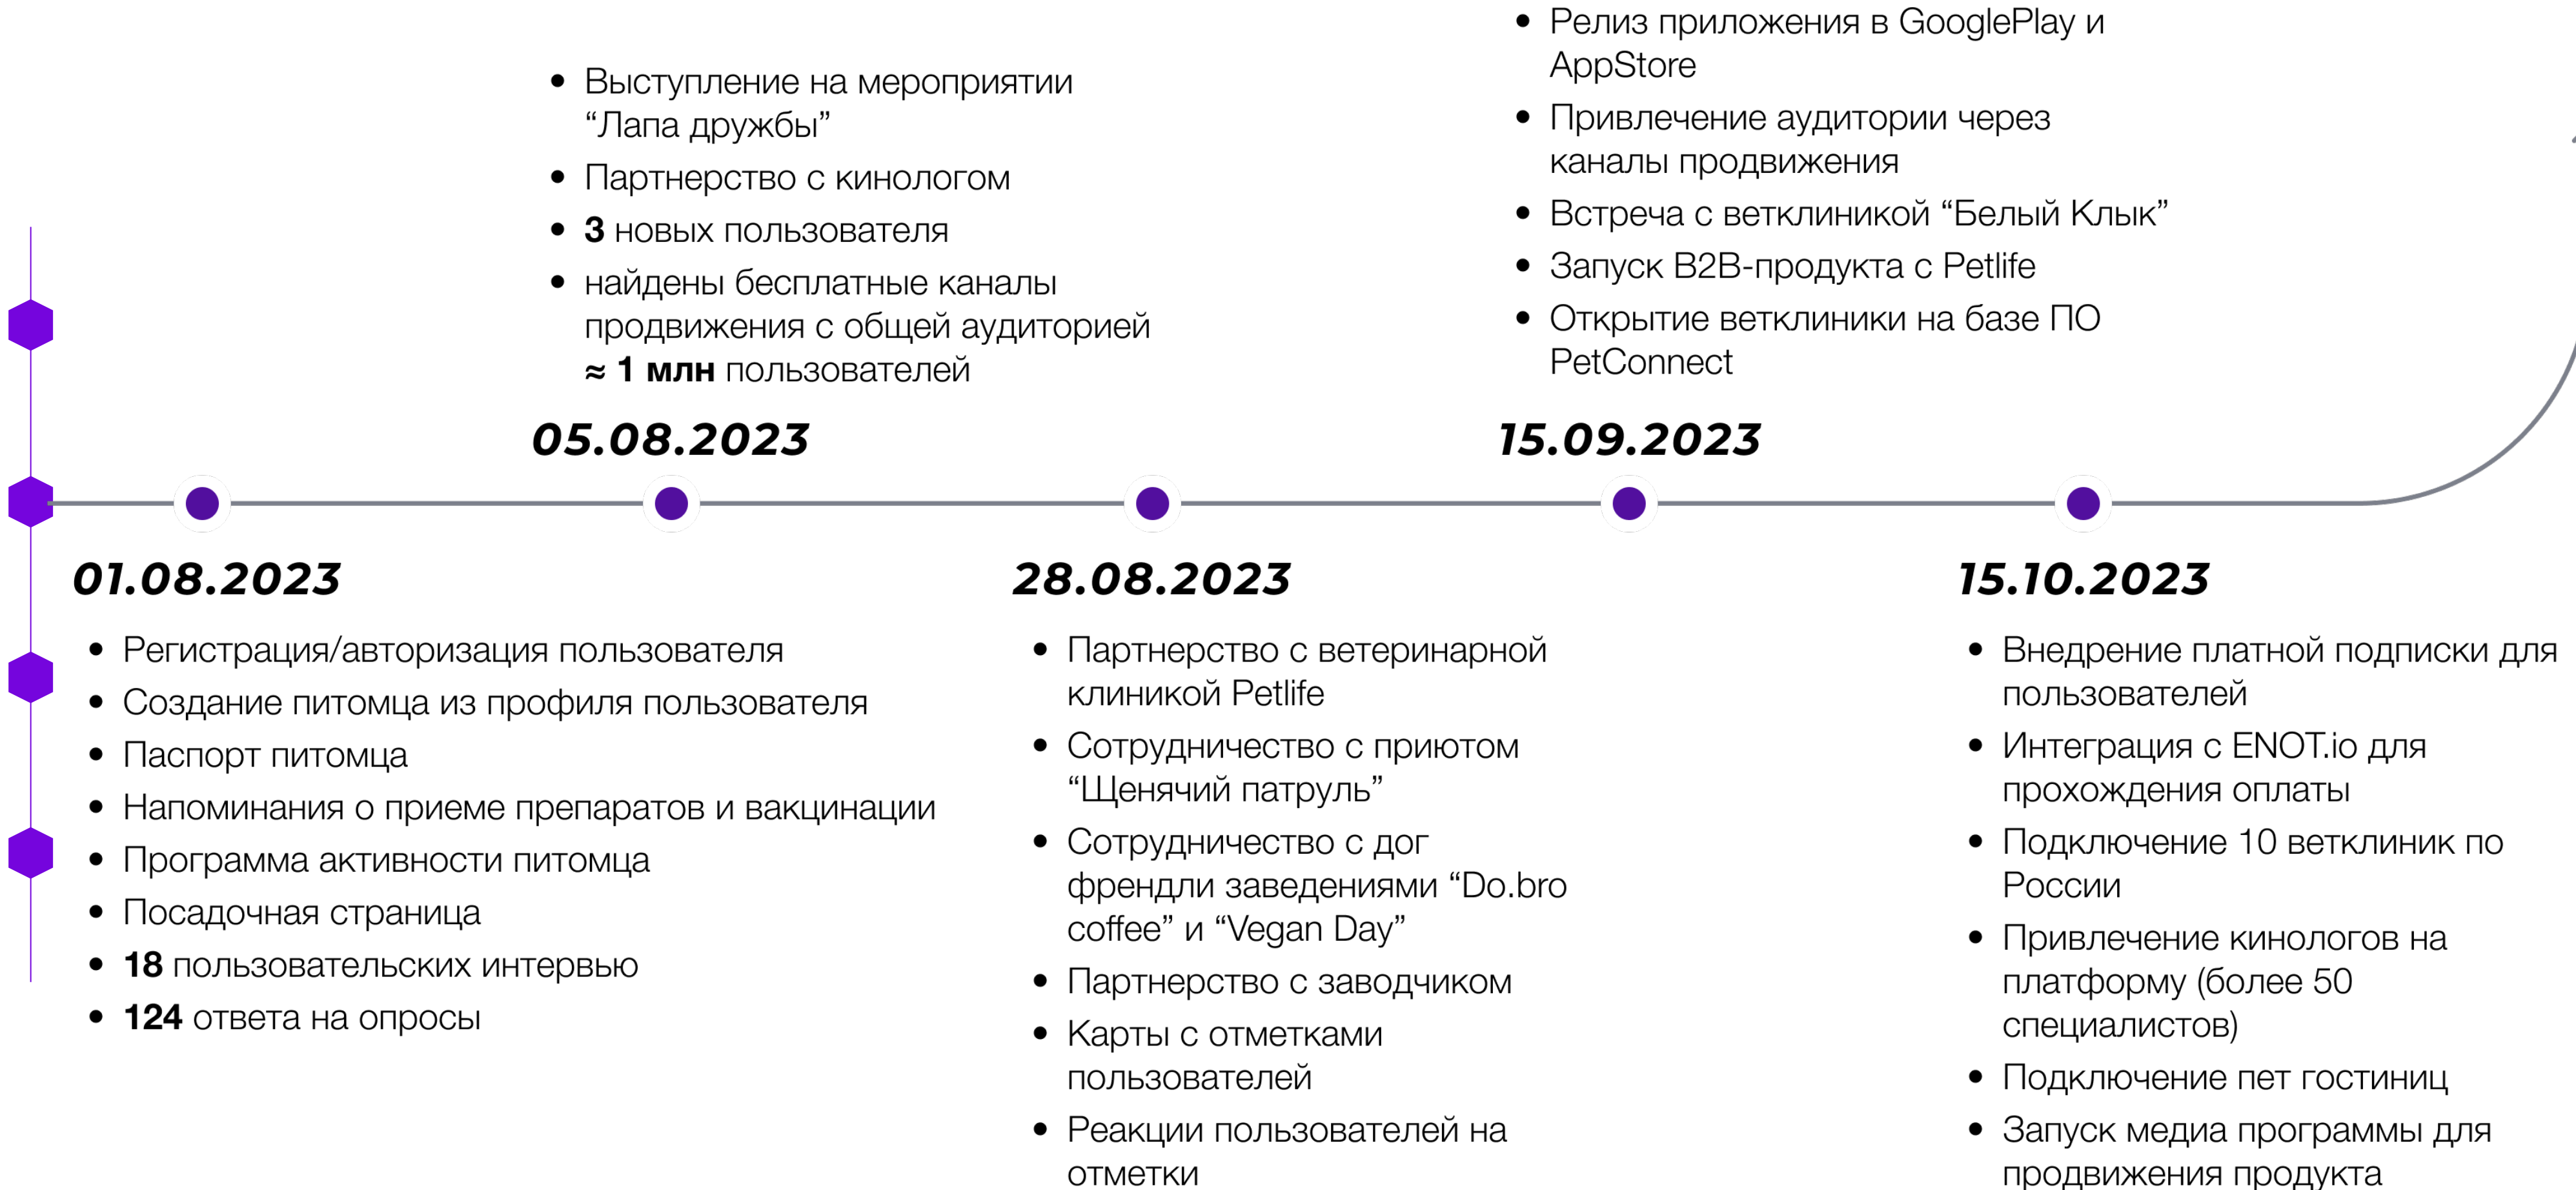 • Выступление на мероприятии
“Лапа дружбы”
• Партнерство с кинологом
• 3 новых пользователя
• найдены бесплатные каналы
продвижения с общей аудиторией
≈ 1 млн пользователей
05.08.2023
• Релиз приложения в GooglePlay и
AppStore
• Привлечение аудитории через
каналы продвижения
• Встреча с ветклиникой “Белый Клык”
• Запуск B2B-продукта с Petlife
• Открытие ветклиники на базе ПО
PetConnect
15.09.2023
01.08.2023
• Регистрация/авторизация пользователя
• Создание питомца из профиля пользователя
• Паспорт питомца
• Напоминания о приеме препаратов и вакцинации
• Программа активности питомца
• Посадочная страница
• 18 пользовательских интервью
• 124 ответа на опросы
28.08.2023
• Партнерство с ветеринарной
клиникой Petlife
• Сотрудничество с приютом
“Щенячий патруль”
• Сотрудничество с дог
френдли заведениями “Do.bro
coffee” и “Vegan Day”
• Партнерство с заводчиком
• Карты с отметками
пользователей
• Реакции пользователей на
отметки
15.10.2023
• Внедрение платной подписки для
пользователей
• Интеграция с ENOT.io для
прохождения оплаты
• Подключение 10 ветклиник по
России
• Привлечение кинологов на
платформу (более 50
специалистов)
• Подключение пет гостиниц
• Запуск медиа программы для
продвижения продукта